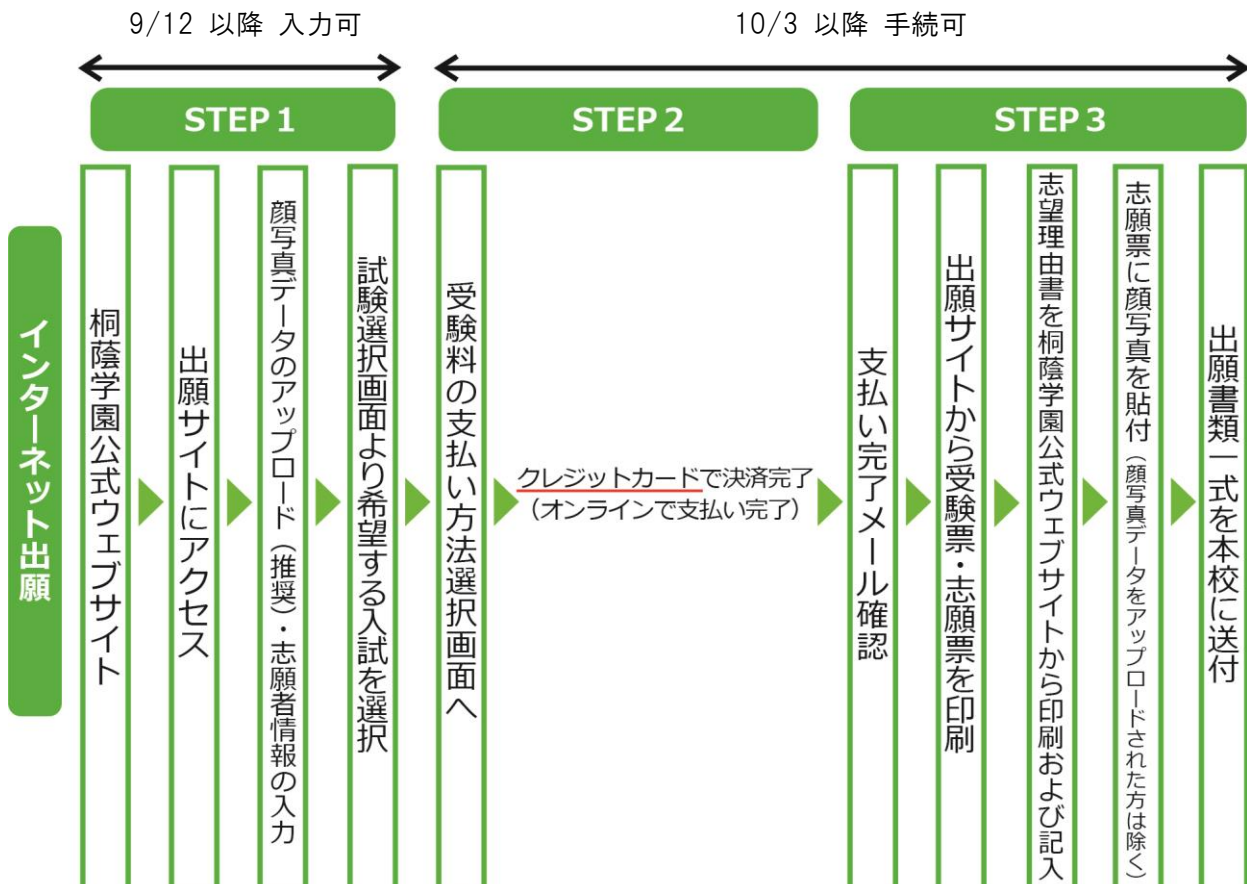 9/12 以降 入力可
10/3 以降 手続可
STEP 1
STEP 2
STEP 3
インターネット出願
桐蔭学園公式ウェブサイト
出願サイトにアクセス
顔写真データのアップロード（推奨）・志願者情報の入力
試験選択画面より希望する入試を選択
受験料の支払い方法選択画面へ
クレジットカードで決済完了
（オンラインで支払い完了）
支払い完了メール確認
出願サイトから受験票・志願票を印刷
志望理由書を桐蔭学園公式ウェブサイトから印刷および記入
志願票に顔写真を貼付（顔写真データをアップロードされた方は除く）
出願書類一式を本校に送付